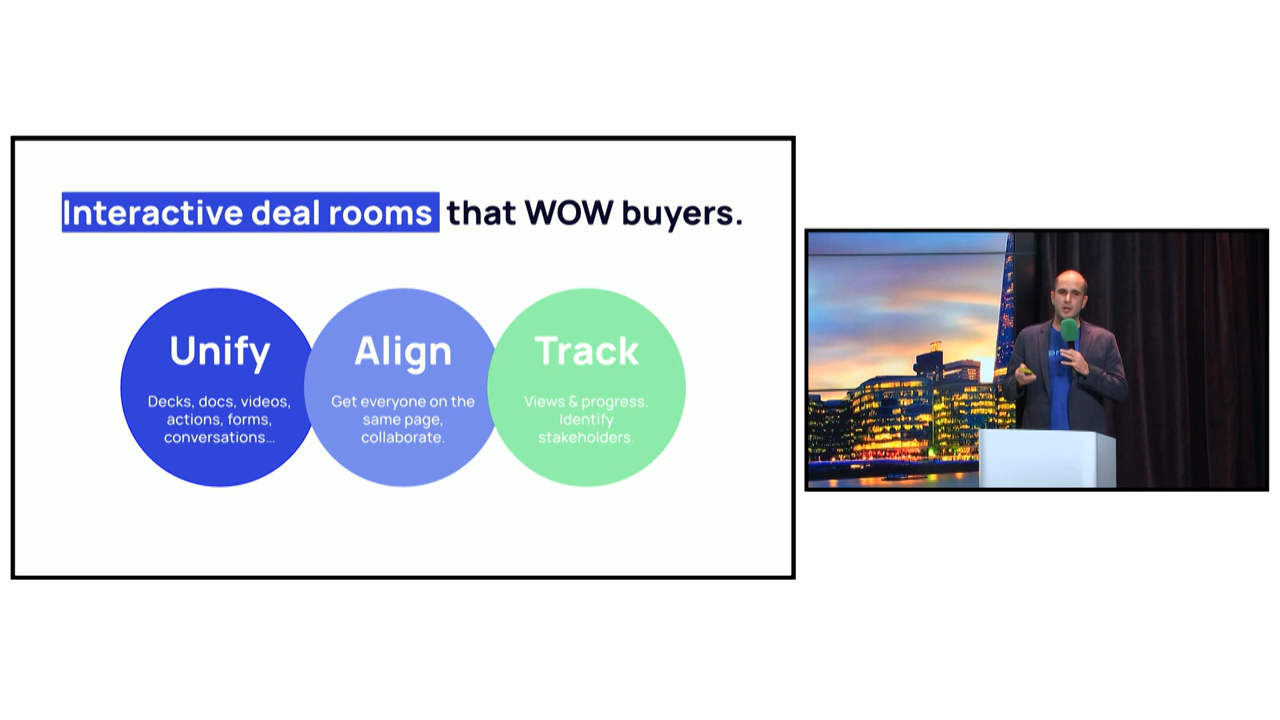 Interactive deal rooms that WOW buyers.
Unify
Decks, docs, videos,
actions, forms,
conversations...
Align
Get everyone on the
same page,
collaborate.
Track
Views & progress.
Identify
stakeholders.